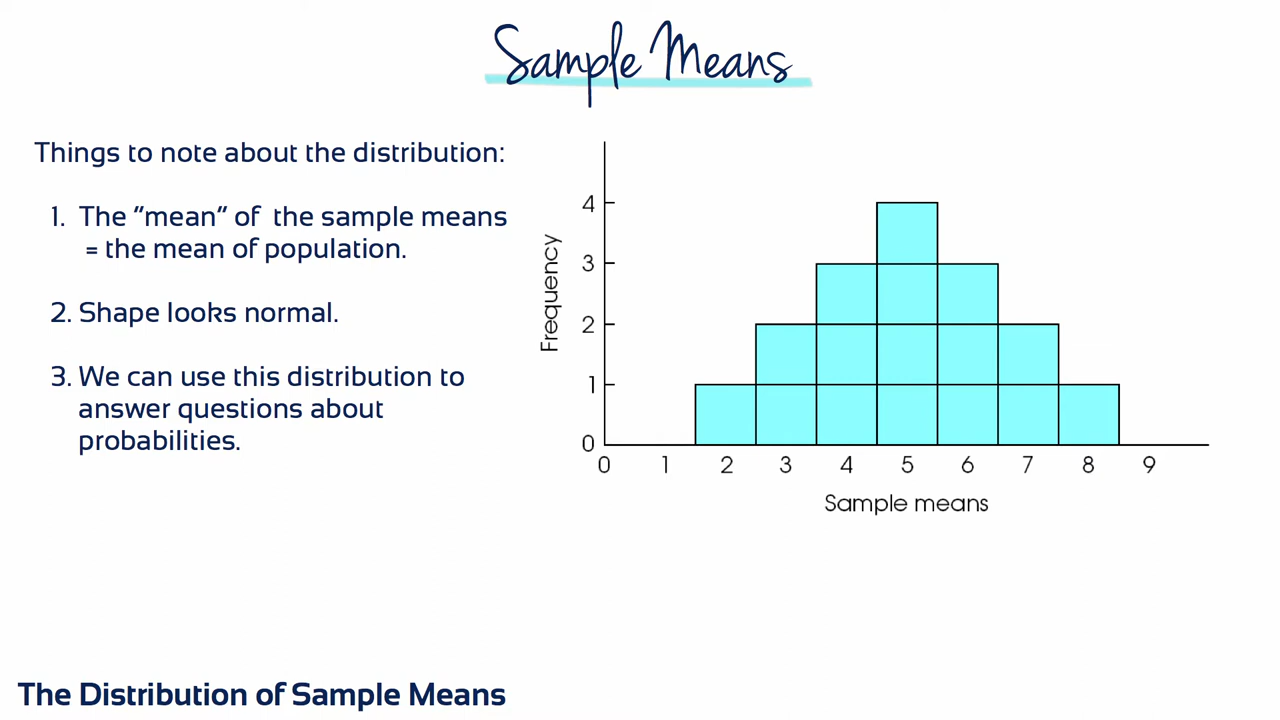 Sample Means
Things to note about the distribution:
1. The "mean" of the sample means
= the mean of population.
2. Shape looks normal.
3. We can use this distribution to
answer questions about
probabilities.
Frequency
4
3
2
1
0
0 1 2 3 4 5 6 7 8 9
Sample means
The Distribution of Sample Means